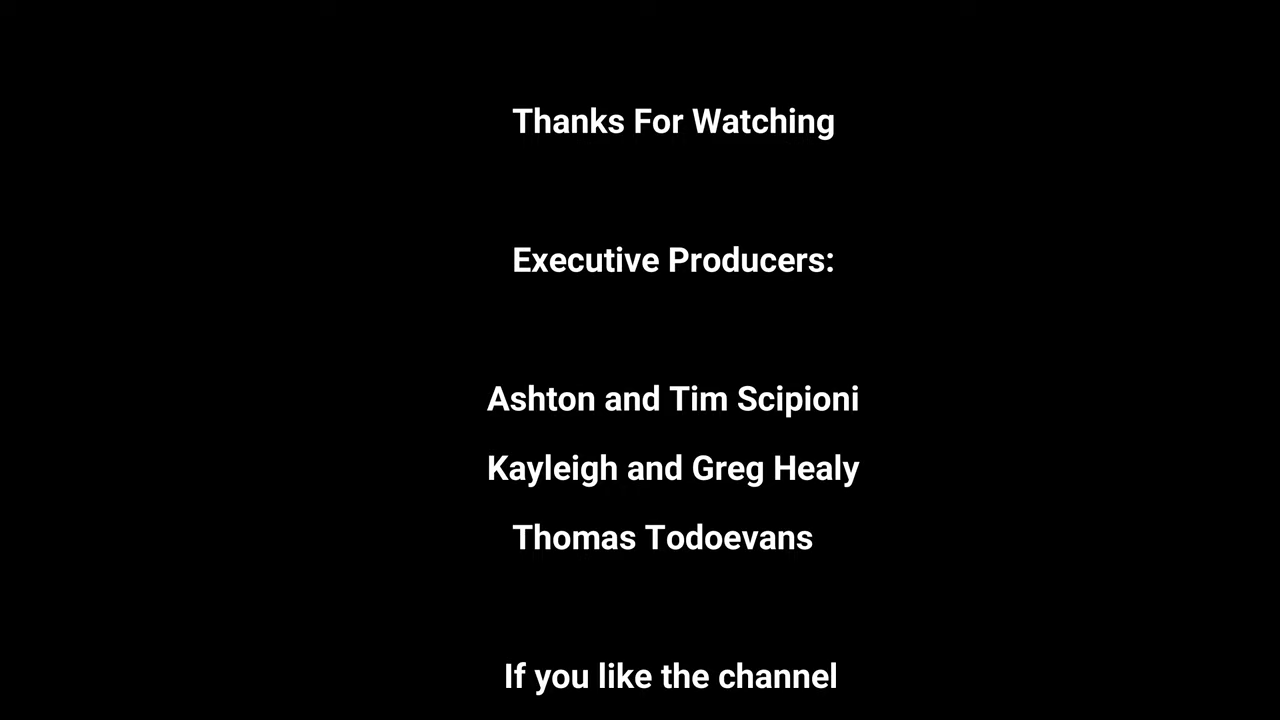 Thanks For Watching
Executive Producers:
Ashton and Tim Scipioni
Kayleigh and Greg Healy
Thomas Todoevans
If you like the channel